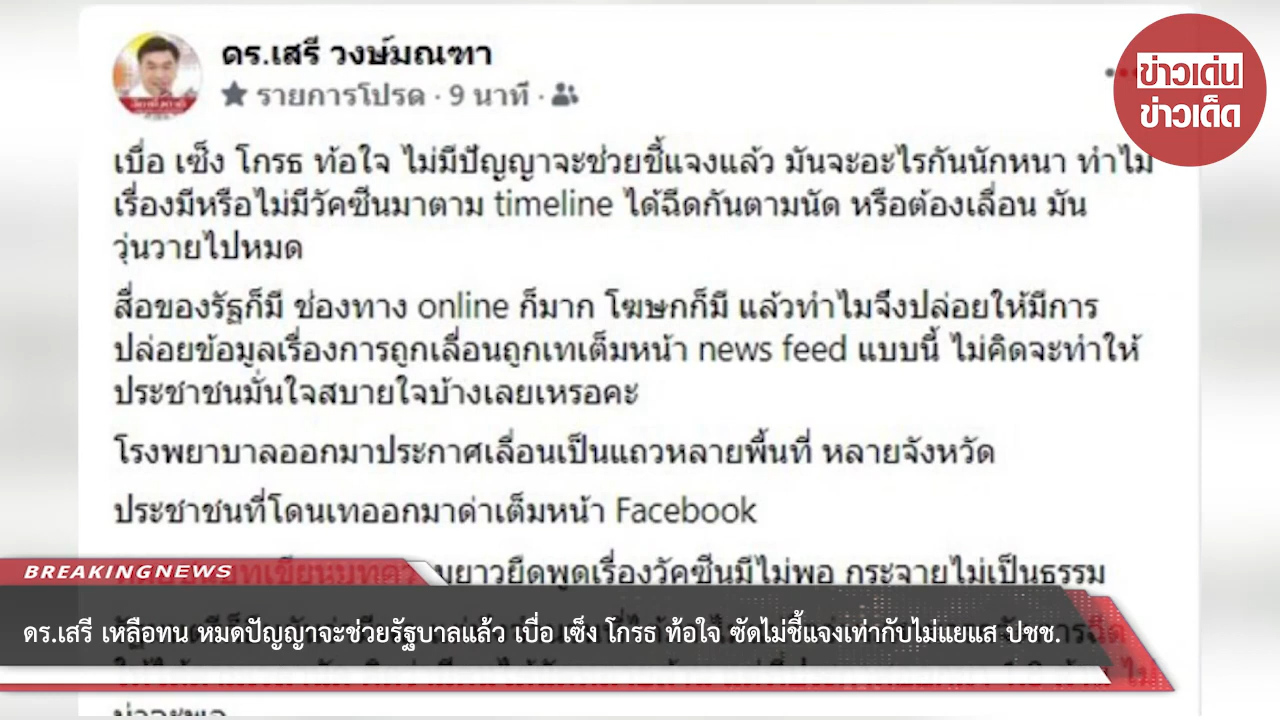 ดร.เสรี วงษ์มณฑา
รายการโปรด · 9 นาที ·
ข่าวเด่น
ข่าวเด็ด
เบื่อ เซ็ง โกรธ ท้อใจ ไม่มีปัญญาจะช่วยชี้แจงแล้ว มันจะอะไรกันนักหนา ทำไม
เรื่องมีหรือไม่มีวัคซีนมาตาม timeline ได้ฉีดกันตามนัด หรือต้องเลื่อน มัน
วุ่นวายไปหมด
สื่อของรัฐก็มี ช่องทาง online ก็มาก โฆษกก็มี แล้วทำไมจึงปล่อยให้มีการ
ปล่อยข้อมูลเรื่องการถูกเลื่อนถูกเทเต็มหน้า news feed แบบนี้ ไม่คิดจะทำให้
ประชาชนมั่นใจสบายใจบ้างเลยเหรอคะ
โรงพยาบาลออกมาประกาศเลื่อนเป็นแถวหลายพื้นที่ หลายจังหวัด
ประชาชนที่โดนเทออกมาด่าเต็มหน้า Facebook
ยาวยืดพูดเรื่องวัคซีนมีไม่พอ กระจายไม่เป็นธรรม
BREAKING NEWS
ดร.เสรี เหลือทน หมดปัญญาจะช่วยรัฐบาลแล้ว เบื่อ เซ็ง โกรธ ท้อใจ ซัดไม่ชี้แจงเท่ากับไม่แยแส ปชช.